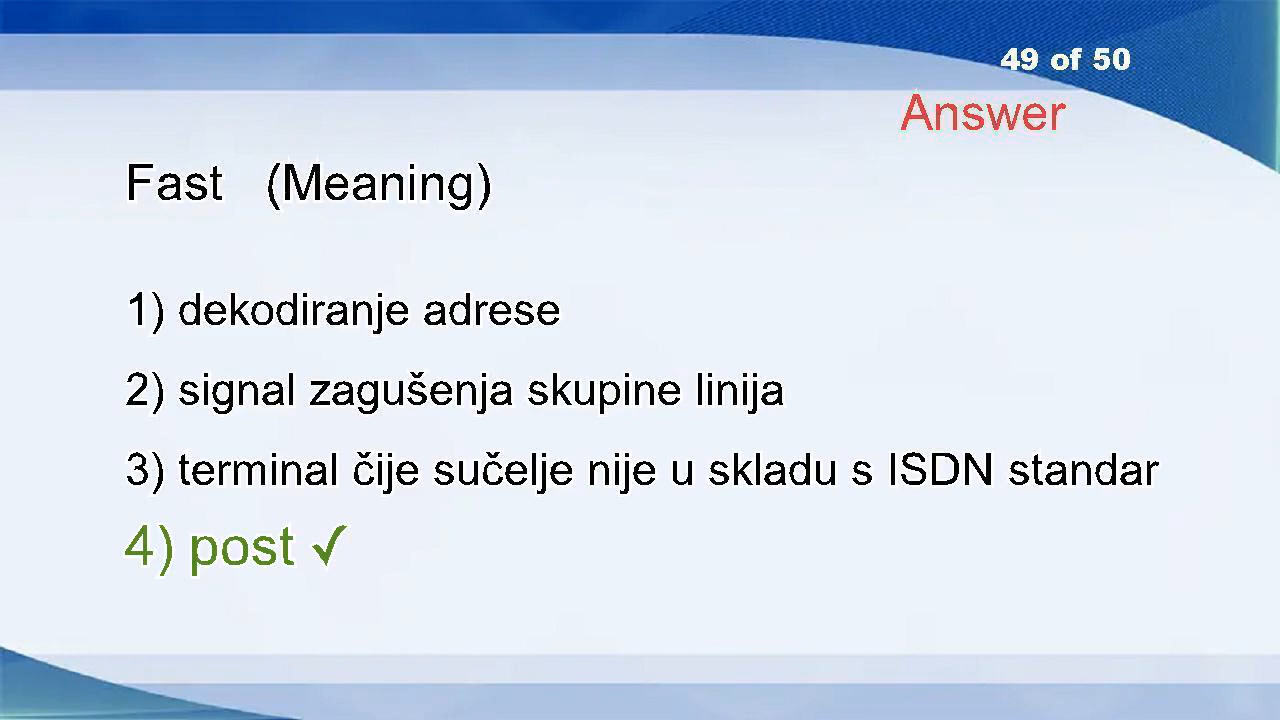 49 of 50
Answer
Fast (Meaning)
1) dekodiranje adrese
2) signal zagušenja skupine linija
3) terminal čije sučelje nije u skladu s ISDN standar
4) post ✓